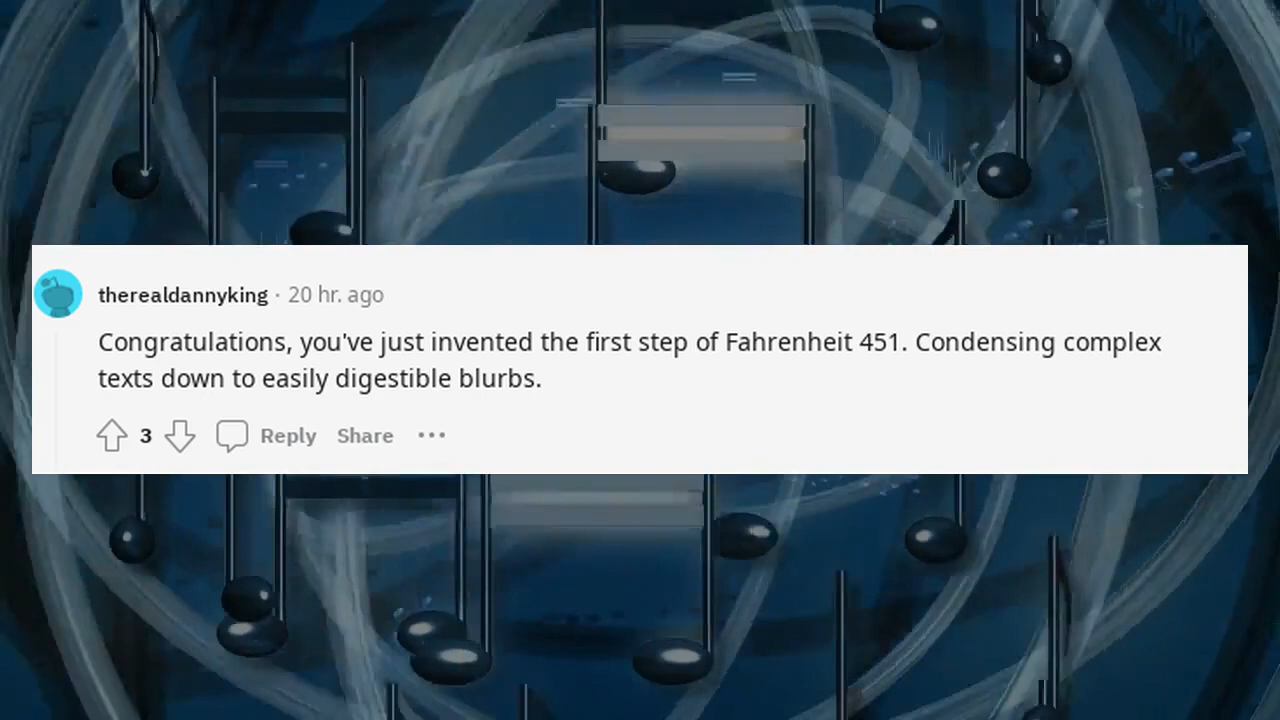 therealdannyking · 20 hr. ago
Congratulations, you've just invented the first step of Fahrenheit 451. Condensing complex
texts down to easily digestible blurbs.
3 Reply Share ···